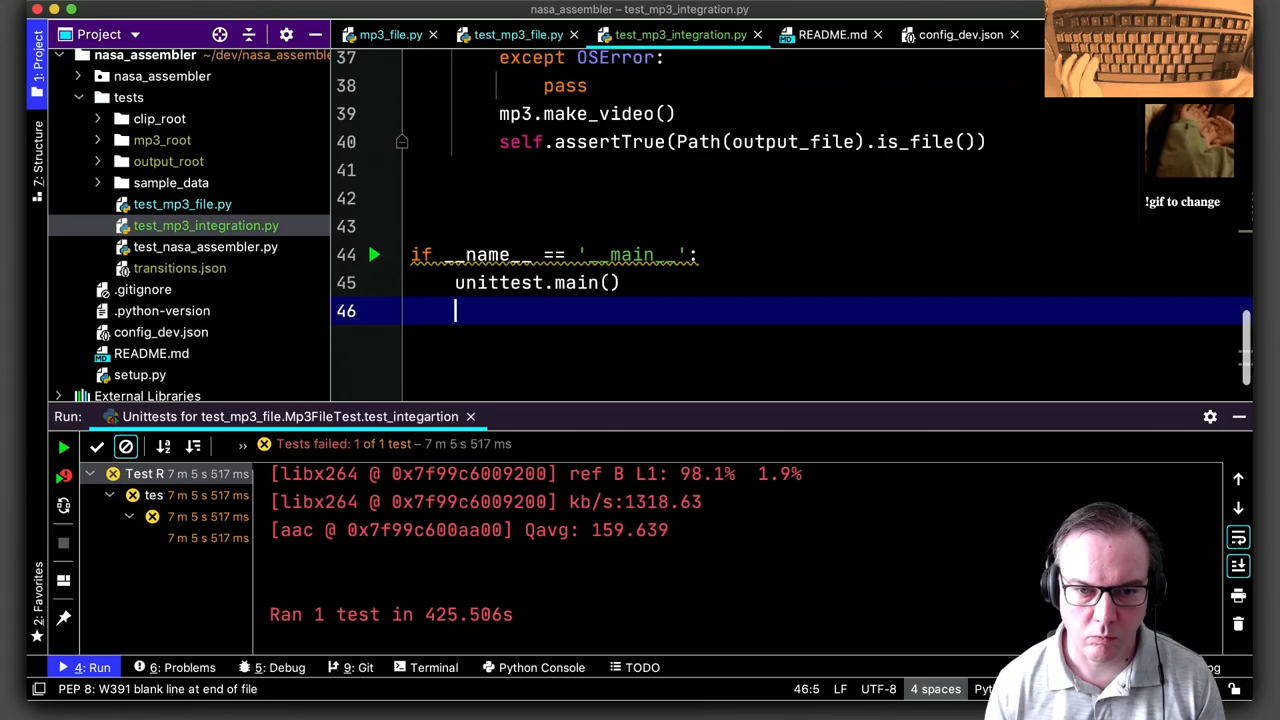 nasa_assembler – test_mp3_integration.py
Project
mp3_file.py
test_mp3_file.py
test_mp3_integration.py
README.md
config_dev.json
1: Project
7: Structure
2: Favorites
nasa_assembler ~/dev/nasa_assemble
nasa_assembler
tests
clip_root
mp3_root
output_root
sample_data
test_mp3_file.py
test_mp3_integration.py
test_nasa_assembler.py
transitions.json
.gitignore
.python-version
config_dev.json
README.md
setup.py
External Libraries
37 except OSError:
38 pass
39 mp3.make_video()
40 self.assertTrue(Path(output_file).is_file())
41
42
43
44 if __name__ == '__main__':
45 unittest.main()
46
!gif to change
Run: Unittests for test_mp3_file.Mp3FileTest.test_integartion
» Tests failed: 1 of 1 test – 7 m 5 s 517 ms
Test R 7 m 5 s 517 ms
tes 7 m 5 s 517 ms
7 m 5 s 517 ms
7 m 5 s 517 ms
[libx264 @ 0x7f99c6009200] ref B L1: 98.1% 1.9%
[libx264 @ 0x7f99c6009200] kb/s:1318.63
[aac @ 0x7f99c600aa00] Qavg: 159.639
Ran 1 test in 425.506s
4: Run
6: Problems
5: Debug
9: Git
Terminal
Python Console
TODO
PEP 8: W391 blank line at end of file
46:5 LF UTF-8 4 spaces